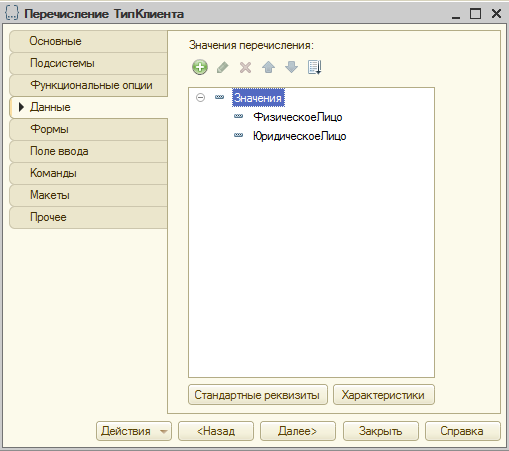 Перечисление ТипКлиента
Основные
Подсистемы
Функциональные опции
Данные
Формы
Поле ввода
Команды
Макеты
Прочее
Значения перечисления:
Значения
ФизическоеЛицо
ЮридическоеЛицо
Стандартные реквизиты
Характеристики
Действия
<Назад
Далее>
Закрыть
Справка